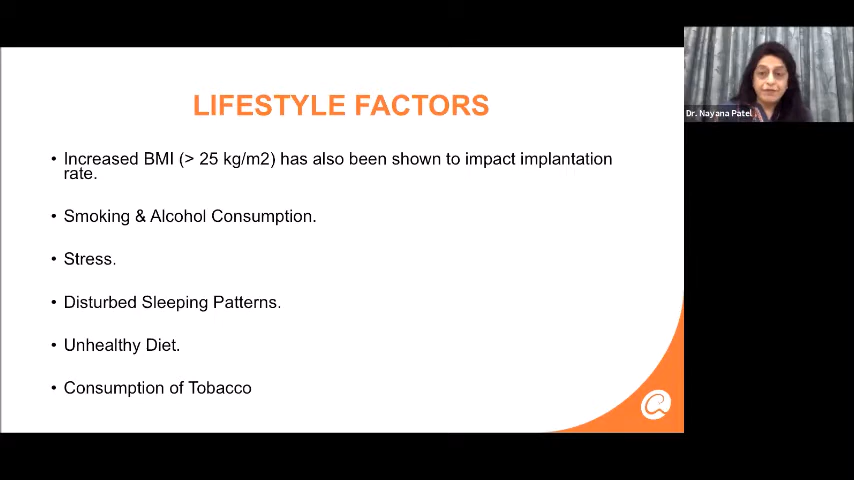 LIFESTYLE FACTORS
• Increased BMI (> 25 kg/m2) has also been shown to impact implantation
rate.
• Smoking & Alcohol Consumption.
• Stress.
• Disturbed Sleeping Patterns.
• Unhealthy Diet.
• Consumption of Tobacco
Dr. Nayana Patel